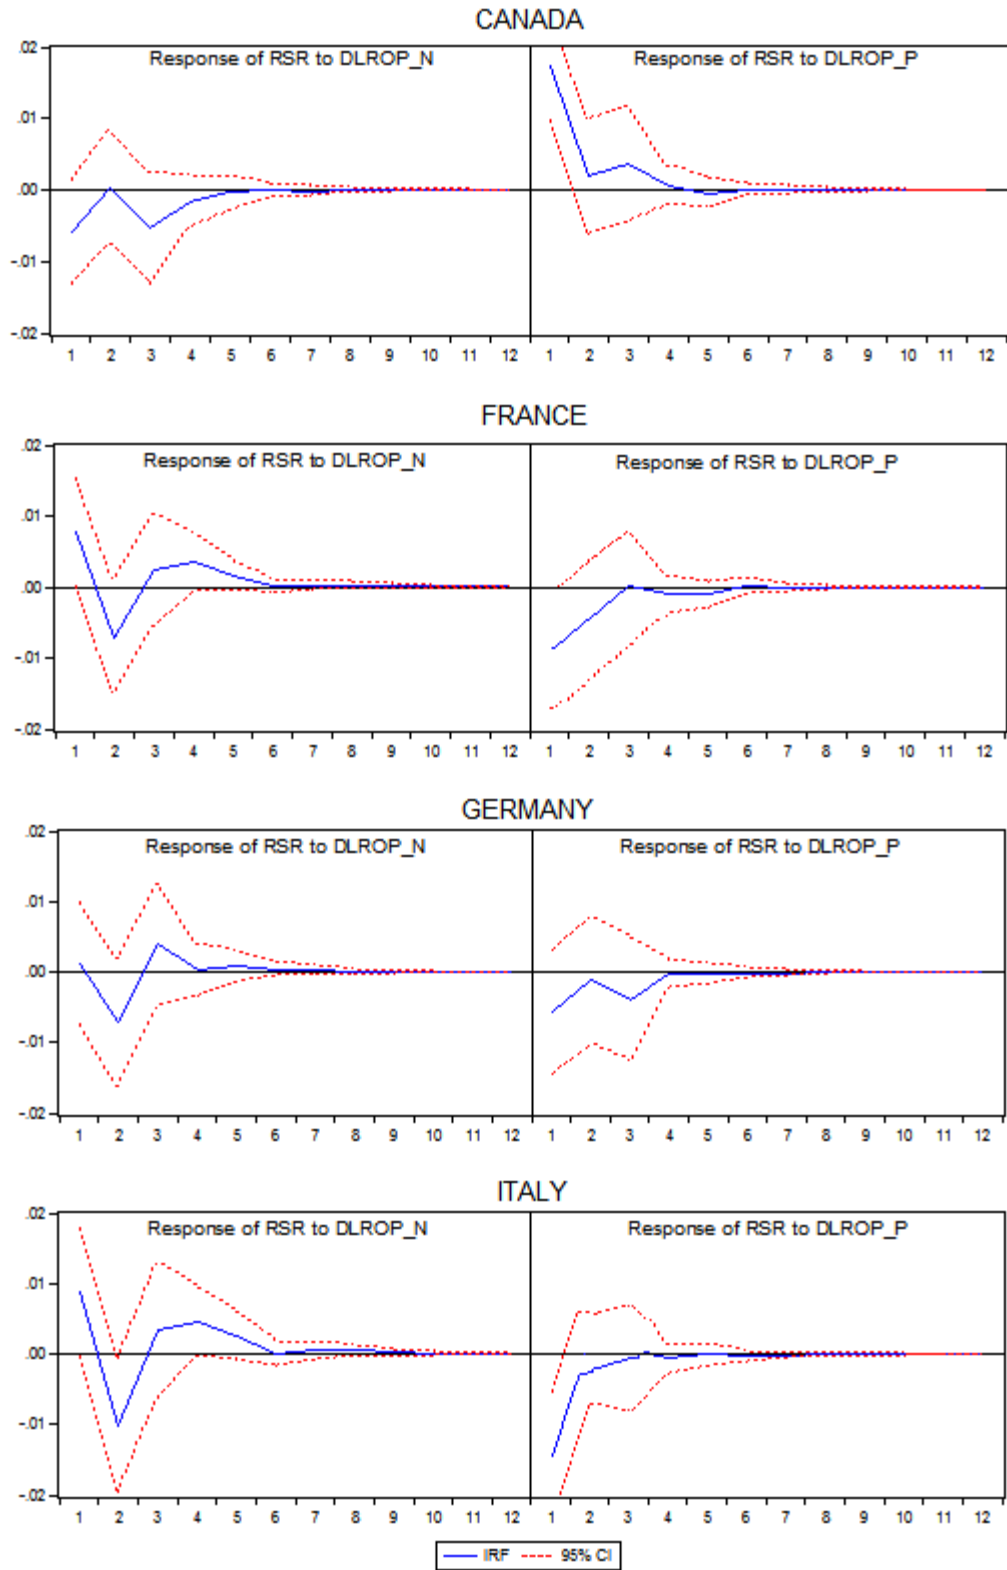 CANADA
Response of RSR to DLROP_N
Response of RSR to DLROP_P
.02
.01
.00
-.01
-.02
1 2 3 4 5 6 7 8 9 10 11 12
1 2 3 4 5 6 7 8 9 10 11 12
FRANCE
Response of RSR to DLROP_N
Response of RSR to DLROP_P
.02
.01
.00
-.01
-.02
1 2 3 4 5 6 7 8 9 10 11 12
1 2 3 4 5 6 7 8 9 10 11 12
GERMANY
Response of RSR to DLROP_N
Response of RSR to DLROP_P
.02
.01
.00
-.01
-.02
1 2 3 4 5 6 7 8 9 10 11 12
1 2 3 4 5 6 7 8 9 10 11 12
ITALY
Response of RSR to DLROP_N
Response of RSR to DLROP_P
.02
.01
.00
-.01
-.02
1 2 3 4 5 6 7 8 9 10 11 12
1 2 3 4 5 6 7 8 9 10 11 12
IRF 95% CI